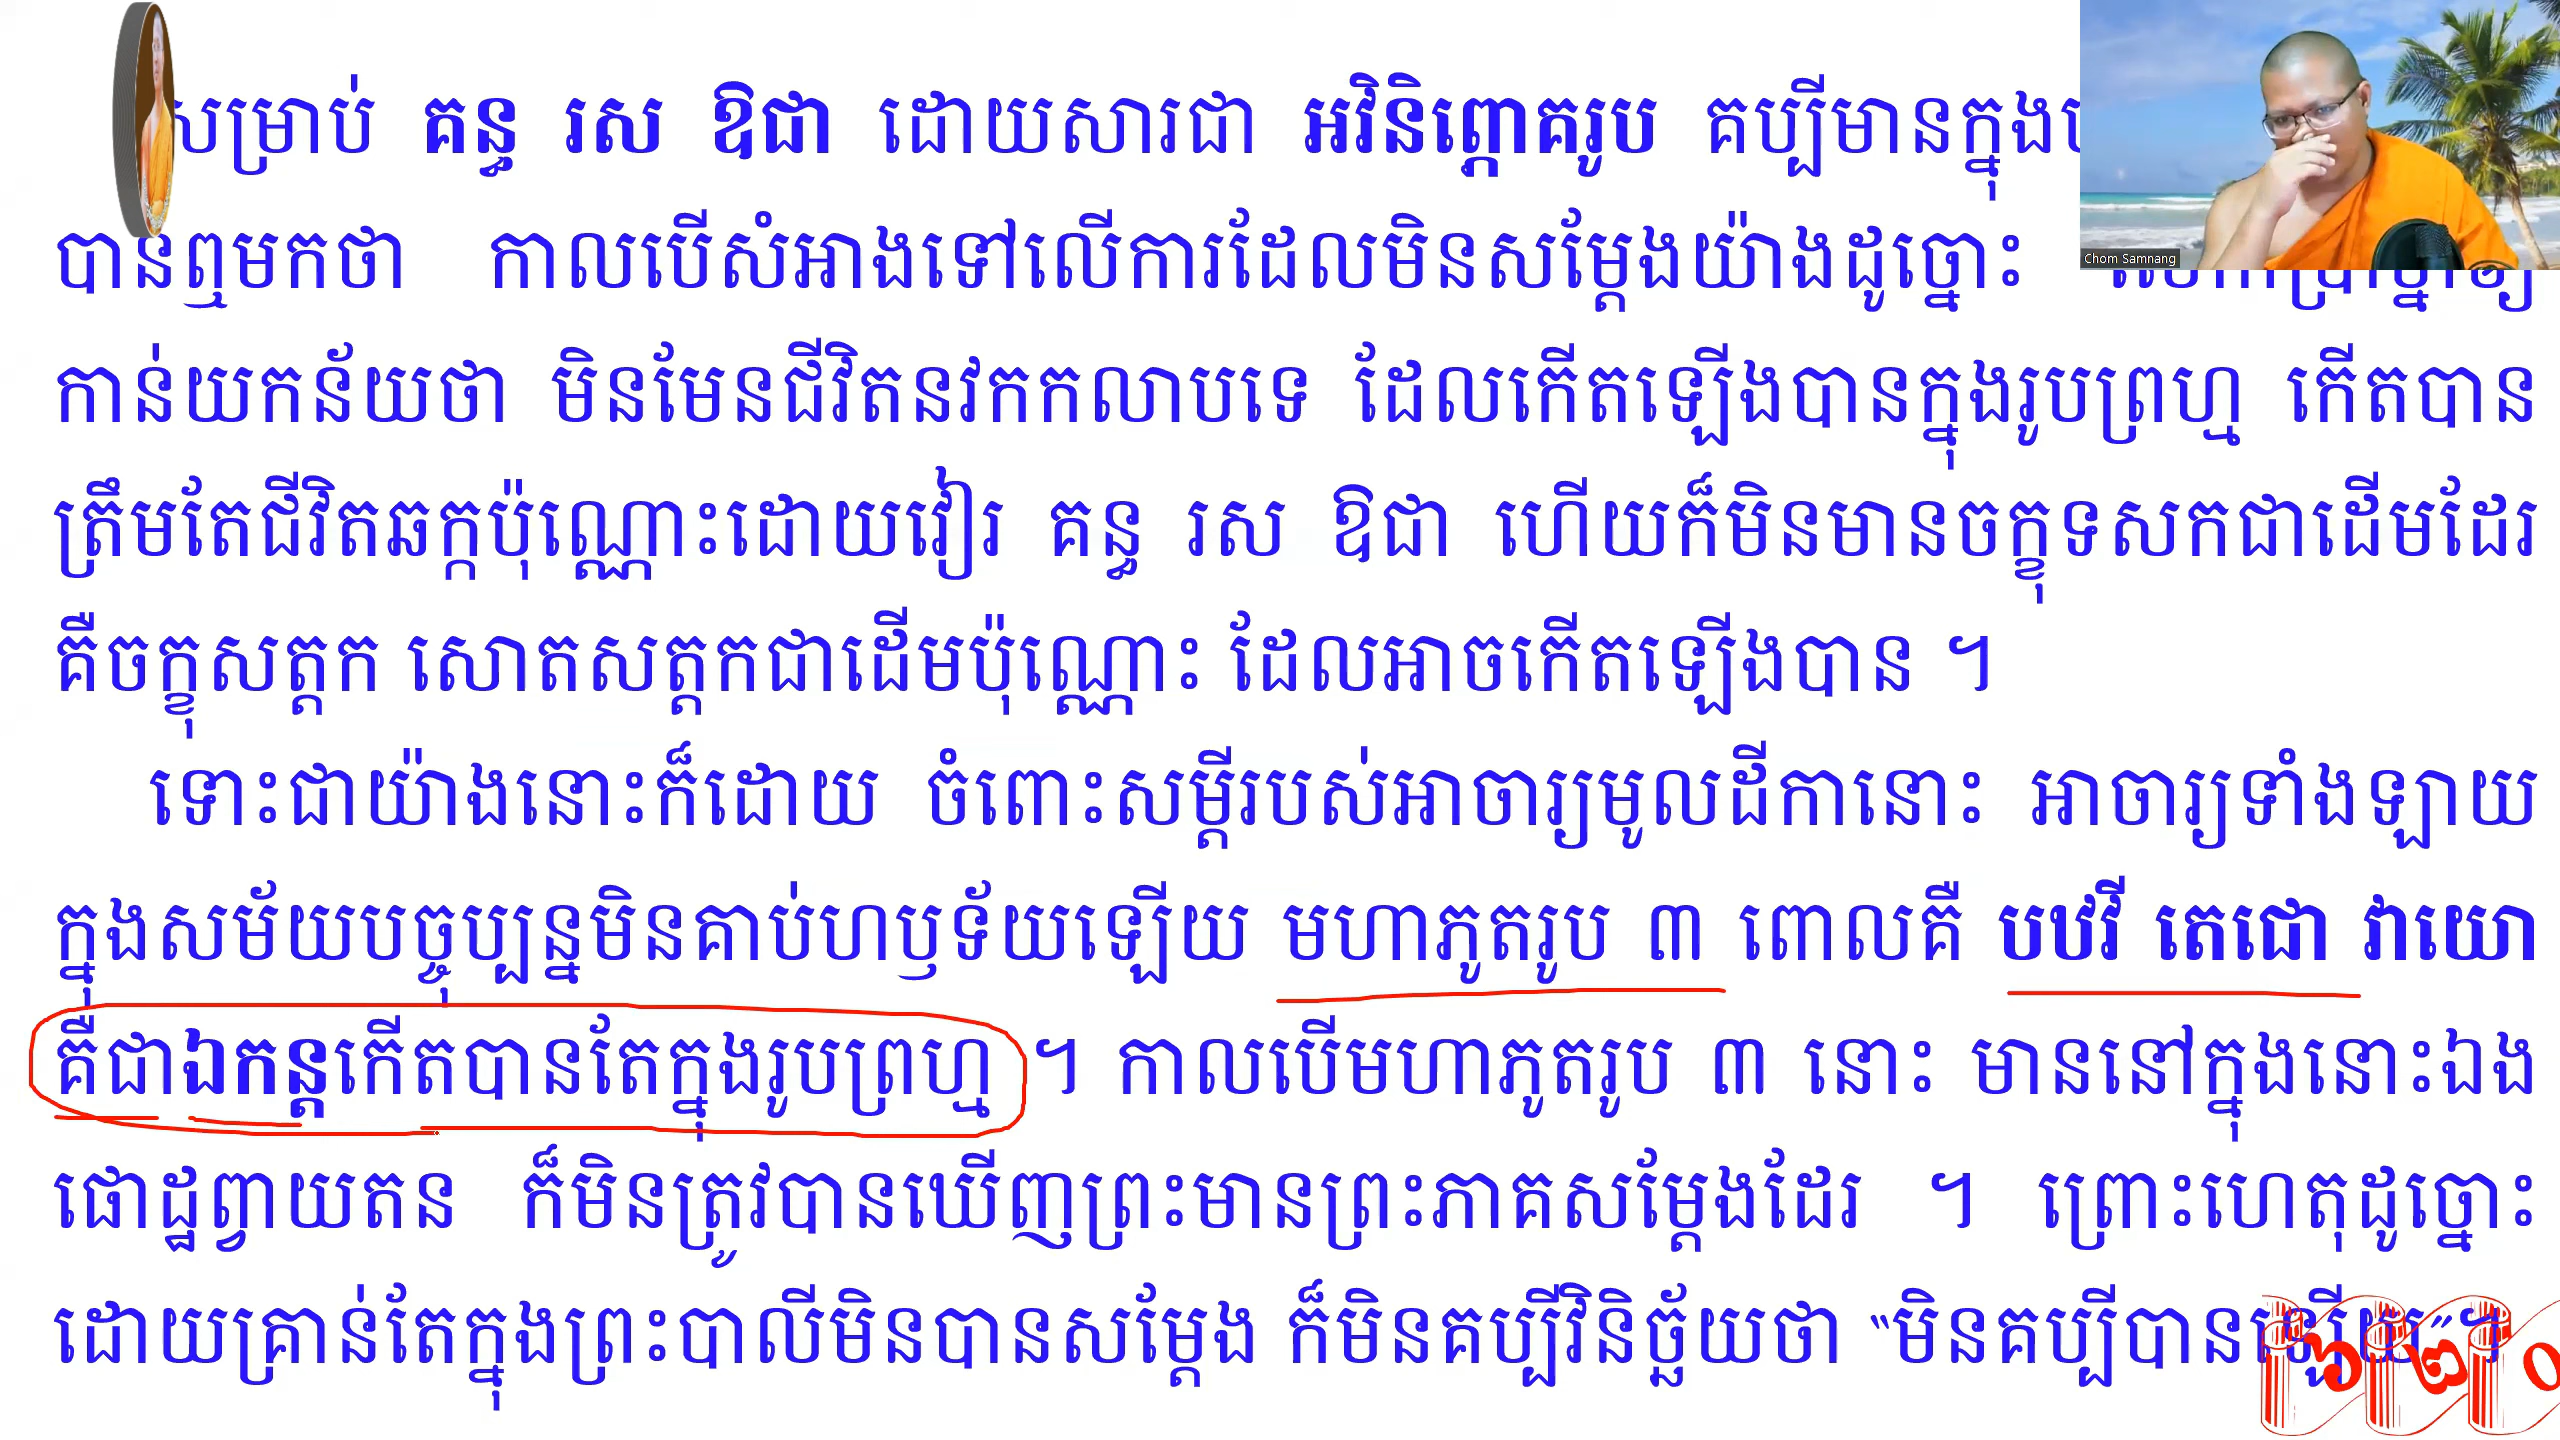 សម្រាប់ គន្ធ រស ឱជា ដោយសារជា អវិនិព្ភោគរូប គប្បីមានក្នុង
Chom Samnang
បានឮមកថា កាលបើសំអាងទៅលើការដែលមិនសម្ដែងយ៉ាងដូច្នោះ
កាន់យកន័យថា មិនមែនជីវិតនវកកលាបទេ ដែលកើតឡើងបានក្នុងរូបព្រហ្ម កើតបាន
ត្រឹមតែជីវិតឆក្កប៉ុណ្ណោះដោយវៀរ គន្ធ រស ឱជា ហើយក៏មិនមានចក្ខុទសកជាដើមដែរ
គឺចក្ខុសត្តក សោតសត្តកជាដើមប៉ុណ្ណោះ ដែលអាចកើតឡើងបាន ។
ទោះជាយ៉ាងនោះក៏ដោយ ចំពោះសម្ដីរបស់អាចារ្យមូលដីកានោះ អាចារ្យទាំងឡាយ
ក្នុងសម័យបច្ចុប្បន្នមិនគាប់ហឫទ័យឡើយ មហាភូតរូប ៣ ពោលគឺ បឋវី តេជោ វាយោ
គឺជាឯកន្តកើតបានតែក្នុងរូបព្រហ្ម ។ កាលបើមហាភូតរូប ៣ នោះ មាននៅក្នុងនោះឯង
ផោដ្ឋព្វាយតន ក៏មិនត្រូវបានឃើញព្រះមានព្រះភាគសម្ដែងដែរ ។ ព្រោះហេតុដូច្នោះ
ដោយគ្រាន់តែក្នុងព្រះបាលីមិនបានសម្ដែង ក៏មិនគប្បីវិនិច្ឆ័យថា “មិនគប្បីបានឡើយ”